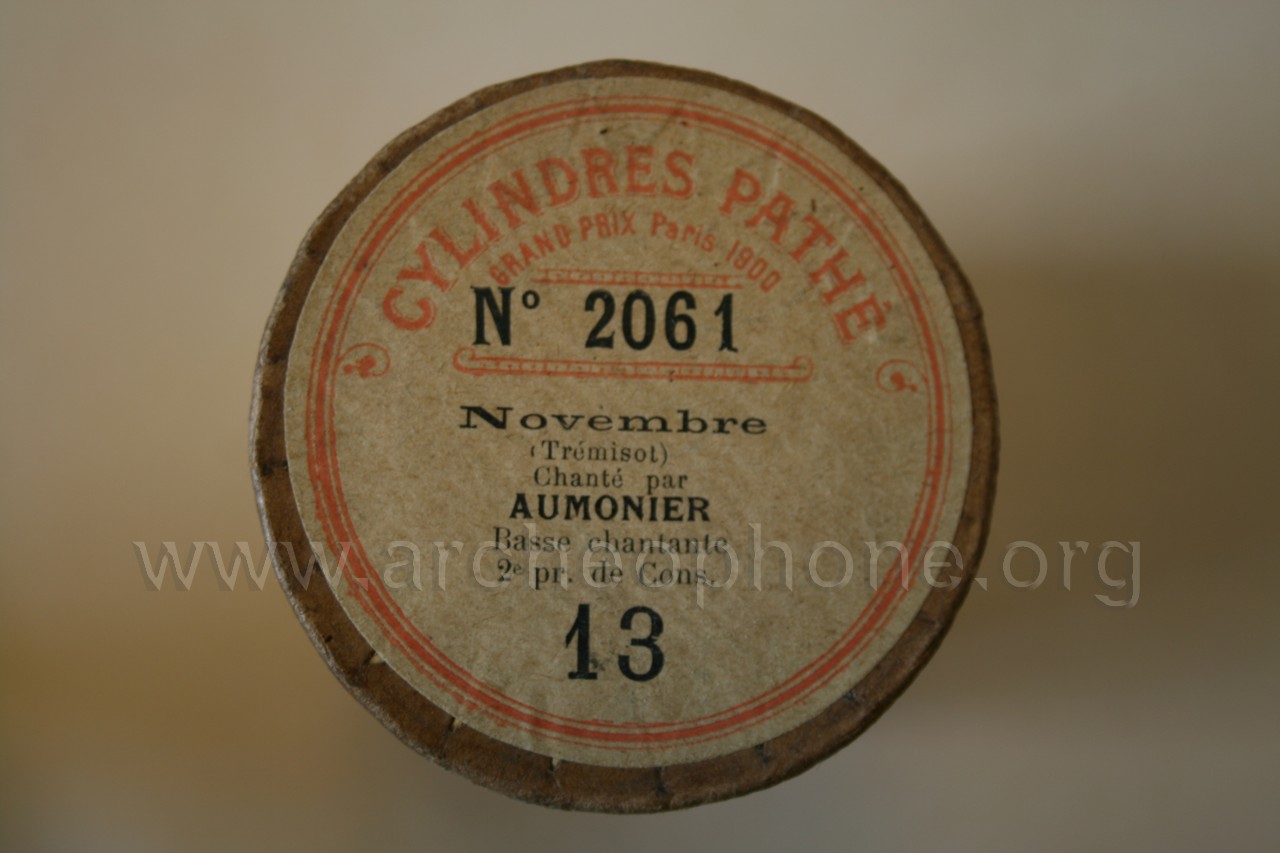 CYLINDRES PATHÉ
GRAND PRIX Paris 1900
Nº 2061
Novembre
(Trémisot)
Chanté par
AUMONIER
Basse chantante
www.archeophone.org
2e pr. de Cons.
13